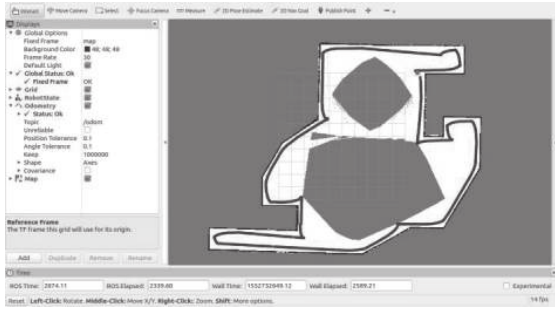 Interact Move Camera Select Focus Camera Measure 2D Pose Estimate 2D Nav Goal Publish Point
Displays
Global Options
Fixed Frame map
Background Color 48; 48; 48
Frame Rate 30
Default Light
Global Status: Ok
Fixed Frame OK
Grid
RobotState
Odometry
Status: Ok
Topic /odom
Unreliable
Position Tolerance 0.1
Angle Tolerance 0.1
Keep 1000000
Shape Axes
Covariance
Map
Reference Frame
The TF frame this grid will use for its origin.
Add Duplicate Remove Rename
Time
ROS Time: 2874.11 ROS Elapsed: 2339.60 Wall Time: 1552732649.12 Wall Elapsed: 2589.21 Experimental
Reset Left-Click: Rotate. Middle-Click: Move X/Y. Right-Click: Zoom. Shift: More options. 14 fps